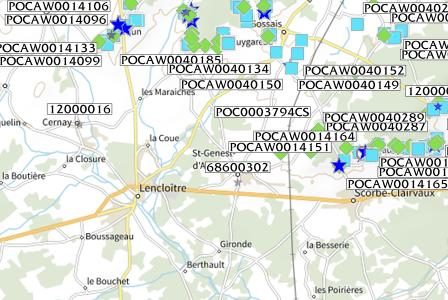 POCAW0014106
POCAW0014096
POCAW0014133
POCAW0014099
POCAW0040185
POCAW0040134
POCAW0040150
POCAW0040152
POCAW0040149
12000016
Cernay
les Maraiches
la Coue
la Closure
la Boutière
POC0003794CS
POCAW0040289
POCAW0040287
POCAW0014164
POCAW0014151
St-Genest-
68600302
Lencloître
POCAW0014165
Scorbé-Clairvaux
Boussageau
Gironde
la Besserie
Berthault
le Bouchet
les Poirières